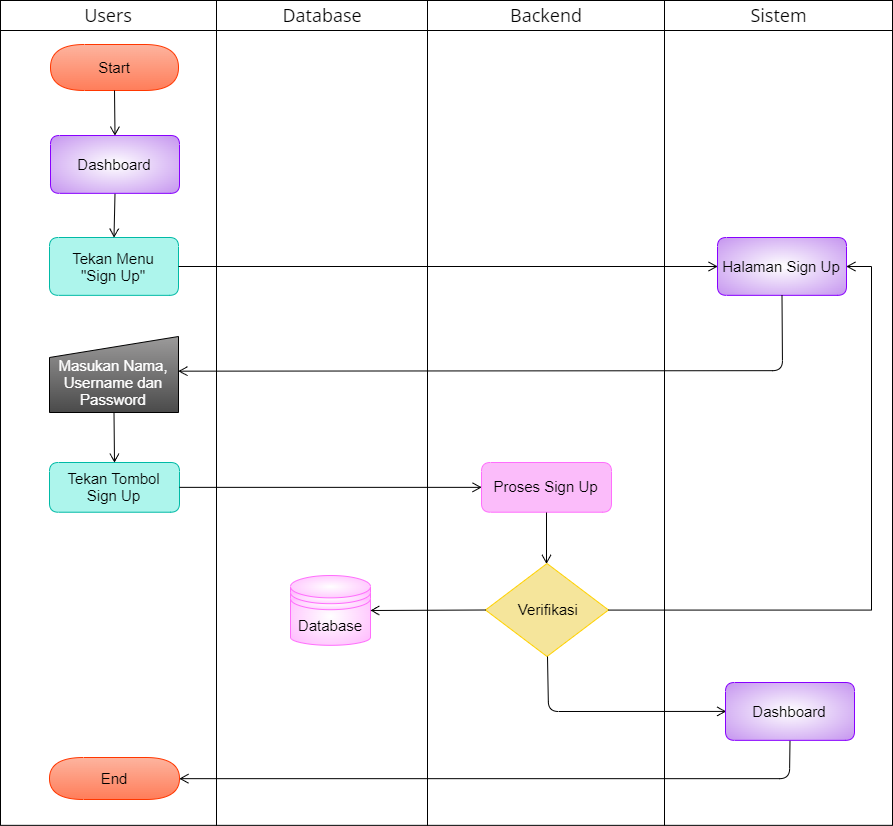 Users
Database
Backend
Sistem
Start
Dashboard
Tekan Menu
"Sign Up"
Halaman Sign Up
Masukan Nama,
Username dan
Password
Tekan Tombol
Sign Up
Proses Sign Up
Verifikasi
Database
Dashboard
End